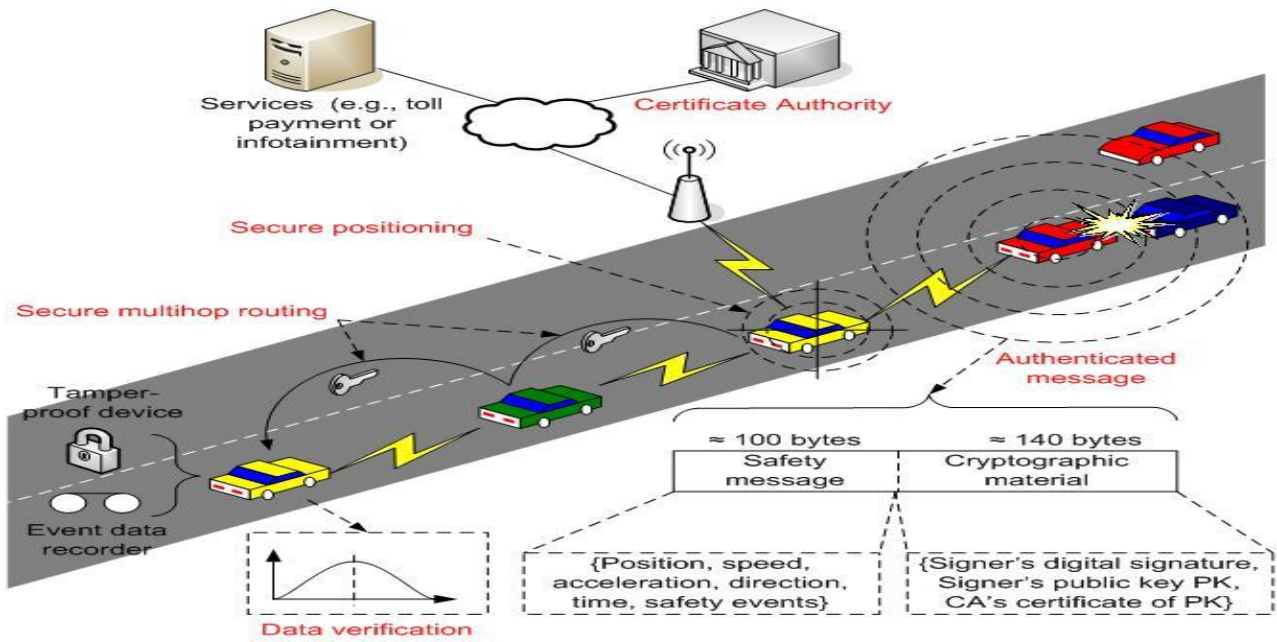 Services (e.g., toll
payment or
infotainment)
Certificate Authority
Secure positioning
Secure multihop routing
Tamper-
proof device
Event data
recorder
Authenticated
message
≈ 100 bytes
≈ 140 bytes
Safety
message
Cryptographic
material
{Position, speed,
acceleration, direction,
time, safety events}
{Signer's digital signature,
Signer's public key PK,
CA's certificate of PK}
Data verification